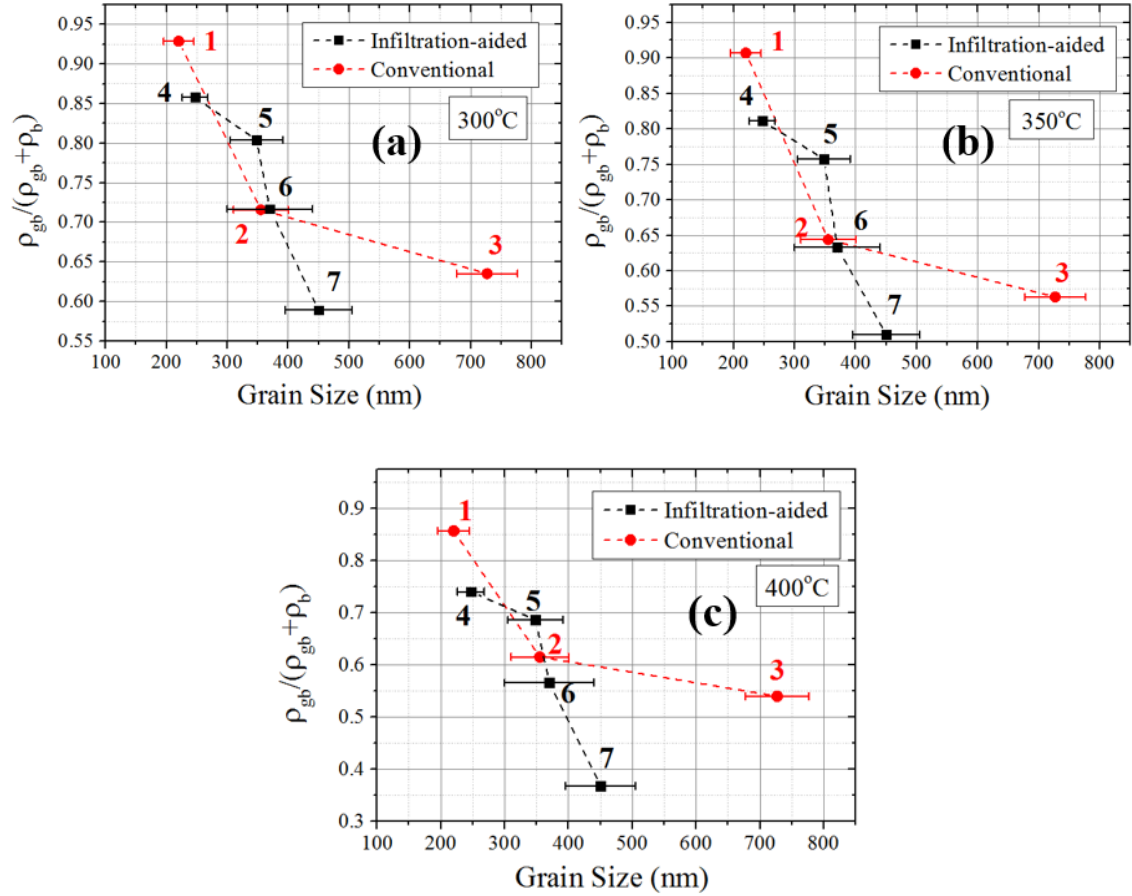 0.95
0.90
0.85
0.80
0.75
0.70
0.65
0.60
0.55
ρgb/(ρgb+ρb)
1
4
5
6
2
3
7
Infiltration-aided
Conventional
300°C
(a)
100 200 300 400 500 600 700 800
Grain Size (nm)
0.95
0.90
0.85
0.80
0.75
0.70
0.65
0.60
0.55
0.50
ρgb/(ρgb+ρb)
1
4
5
6
2
3
7
Infiltration-aided
Conventional
350°C
(b)
100 200 300 400 500 600 700 800
Grain Size (nm)
0.9
0.8
0.7
0.6
0.5
0.4
0.3
ρgb/(ρgb+ρb)
1
4
5
2
6
3
7
Infiltration-aided
Conventional
400°C
(c)
100 200 300 400 500 600 700 800
Grain Size (nm)